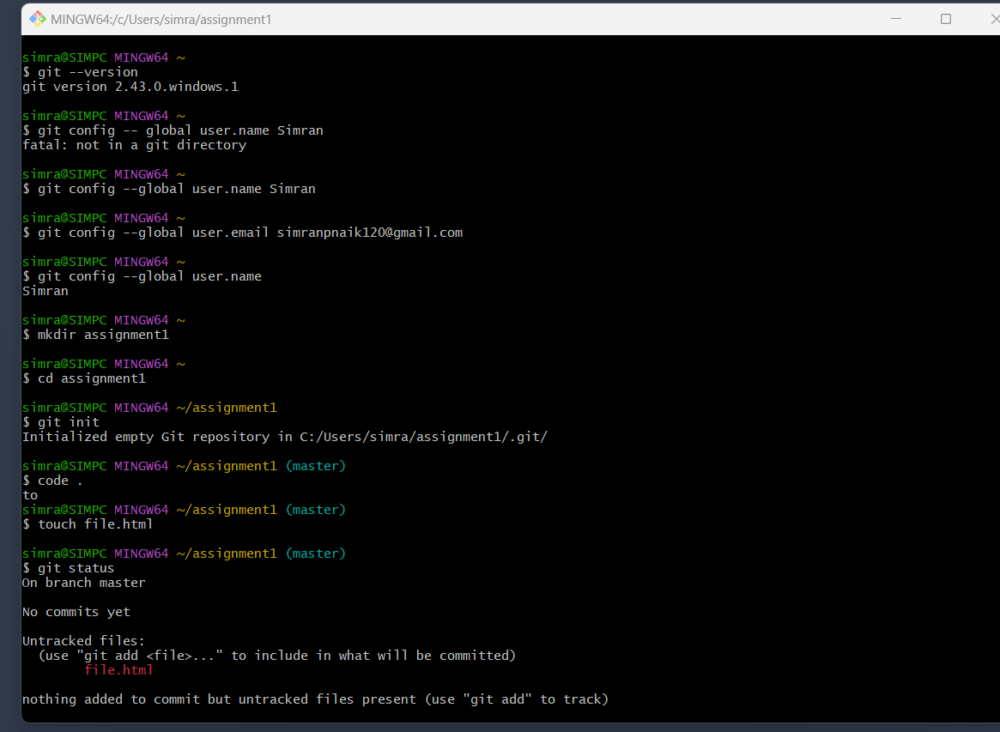 MINGW64:/c/Users/simra/assignment1
simra@SIMPC MINGW64 ~
$ git --version
git version 2.43.0.windows.1
simra@SIMPC MINGW64 ~
$ git config -- global user.name Simran
fatal: not in a git directory
simra@SIMPC MINGW64 ~
$ git config --global user.name Simran
simra@SIMPC MINGW64 ~
$ git config --global user.email simranpnaik120@gmail.com
simra@SIMPC MINGW64 ~
$ git config --global user.name
Simran
simra@SIMPC MINGW64 ~
$ mkdir assignment1
simra@SIMPC MINGW64 ~
$ cd assignment1
simra@SIMPC MINGW64 ~/assignment1
$ git init
Initialized empty Git repository in C:/Users/simra/assignment1/.git/
simra@SIMPC MINGW64 ~/assignment1 (master)
$ code .
to
simra@SIMPC MINGW64 ~/assignment1 (master)
$ touch file.html
simra@SIMPC MINGW64 ~/assignment1 (master)
$ git status
On branch master
No commits yet
Untracked files:
  (use "git add <file>..." to include in what will be committed)
        file.html
nothing added to commit but untracked files present (use "git add" to track)